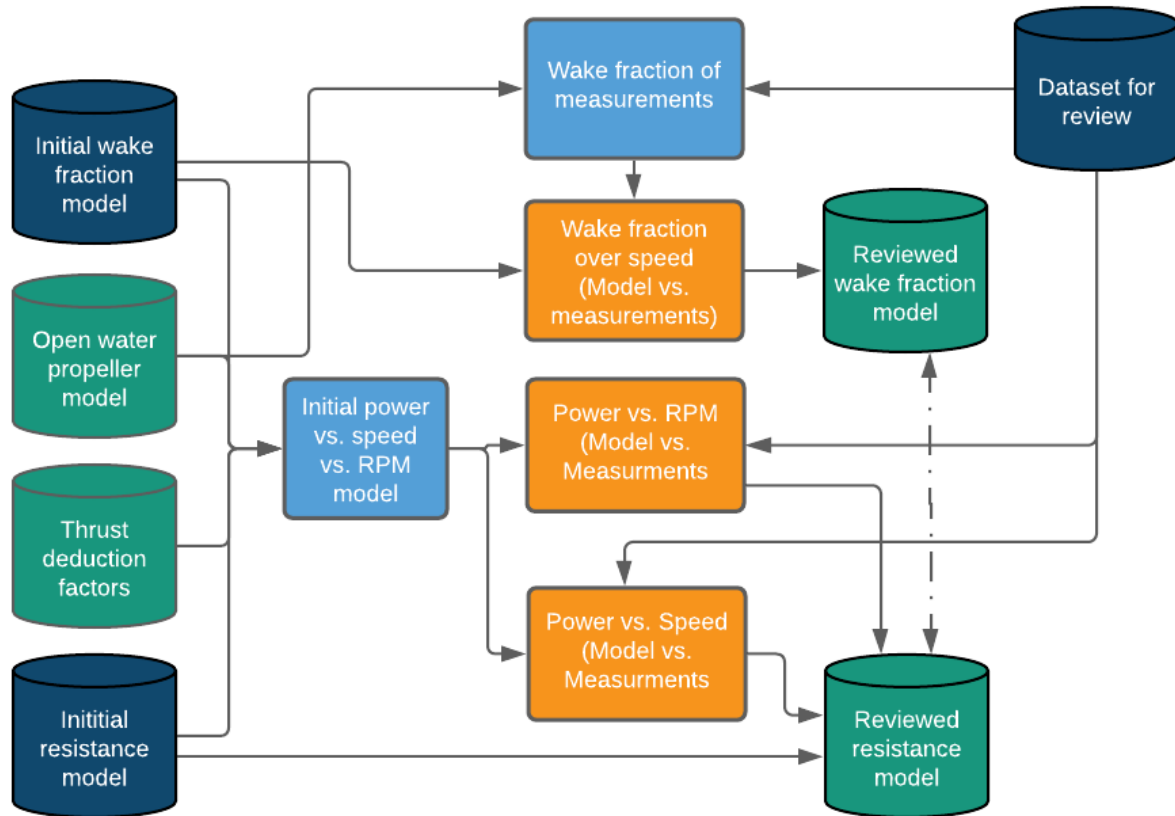 Wake fraction of
measurements
Dataset for
review
Initial wake
fraction
model
Wake fraction
over speed
(Model vs.
measurements)
Reviewed
wake fraction
model
Open water
propeller
model
Initial power
vs. speed
vs. RPM
model
Power vs. RPM
(Model vs.
Measurments
Thrust
deduction
factors
Power vs. Speed
(Model vs.
Measurments
Inititial
resistance
model
Reviewed
resistance
model